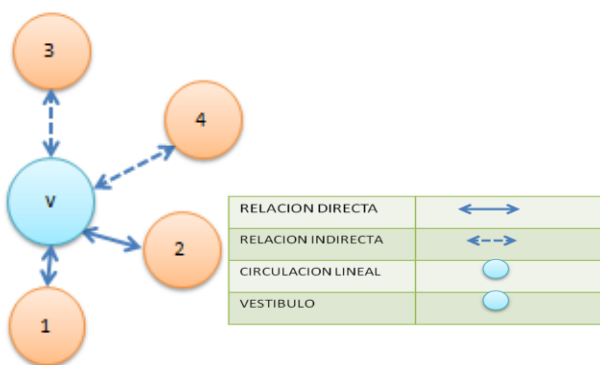 3
4
V
2
1
RELACION DIRECTA
RELACION INDIRECTA
CIRCULACION LINEAL
VESTIBULO